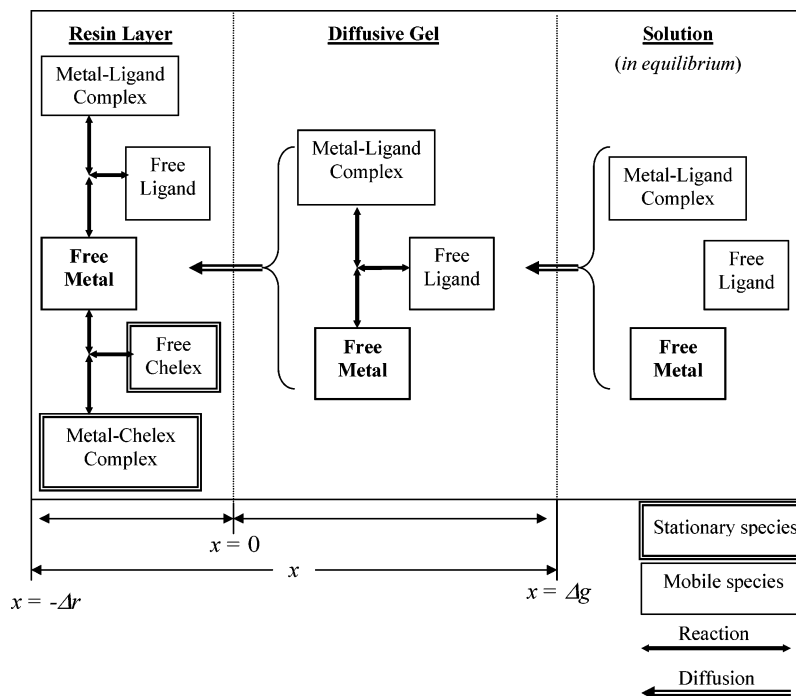 Resin Layer
Metal-Ligand
Complex
Free
Ligand
Free
Metal
Free
Chelex
Metal-Chelex
Complex
Diffusive Gel
Metal-Ligand
Complex
Free
Ligand
Free
Metal
Solution
(in equilibrium)
Metal-Ligand
Complex
Free
Ligand
Free
Metal
x = 0
x
x = -Δr
x = Δg
Stationary species
Mobile species
Reaction
Diffusion